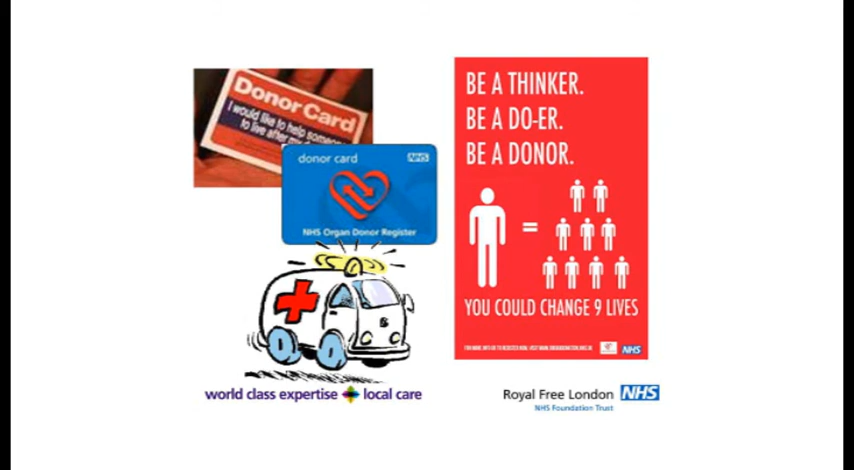 Donor Card
I would like to help someone
to live after my
donor card
NHS
NHS Organ Donor Register
BE A THINKER.
BE A DO-ER.
BE A DONOR.
=
YOU COULD CHANGE 9 LIVES
NHS
world class expertise local care
Royal Free London NHS
NHS Foundation Trust